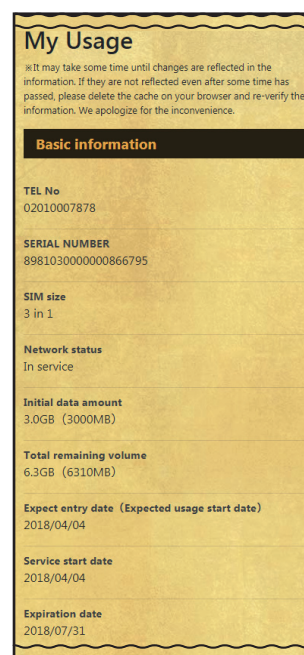 My Usage
※It may take some time until changes are reflected in the
information. If they are not reflected even after some time has
passed, please delete the cache on your browser and re-verify the
information. We apologize for the inconvenience.
Basic information
TEL No
02010007878
SERIAL NUMBER
8981030000000866795
SIM size
3 in 1
Network status
In service
Initial data amount
3.0GB（3000MB）
Total remaining volume
6.3GB（6310MB）
Expect entry date（Expected usage start date）
2018/04/04
Service start date
2018/04/04
Expiration date
2018/07/31